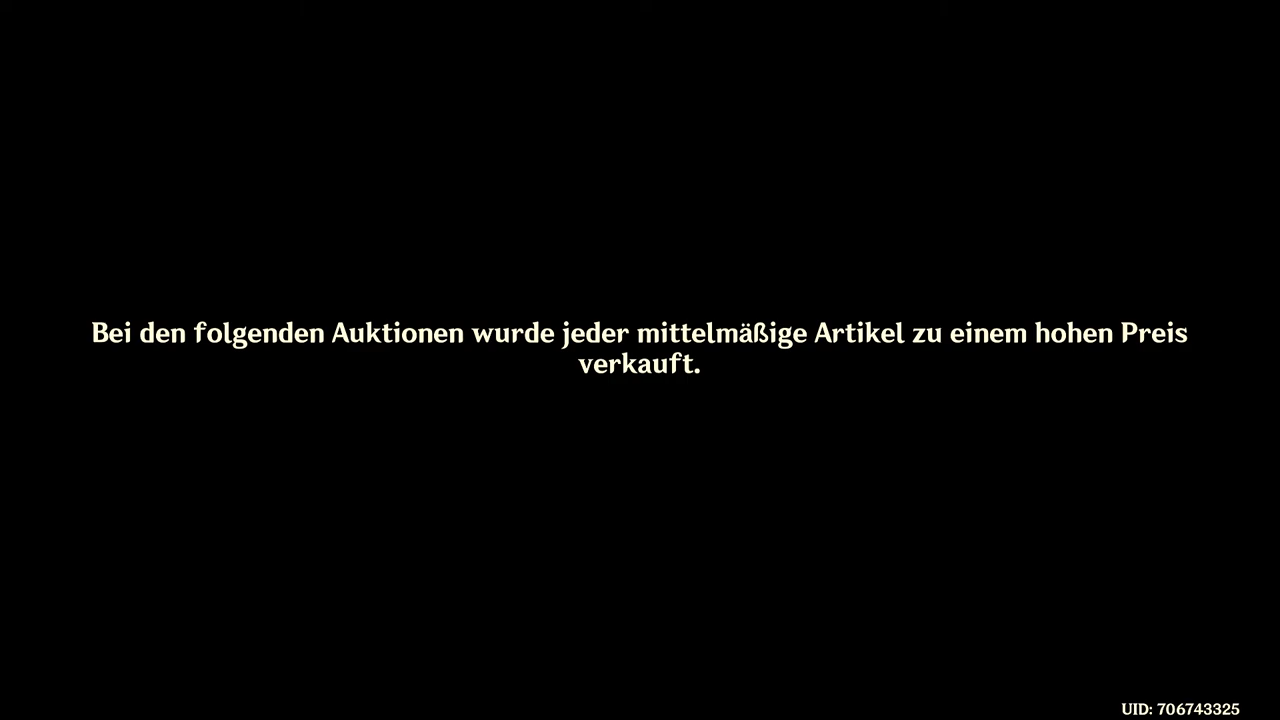 Bei den folgenden Auktionen wurde jeder mittelmäßige Artikel zu einem hohen Preis
verkauft.
UID: 706743325